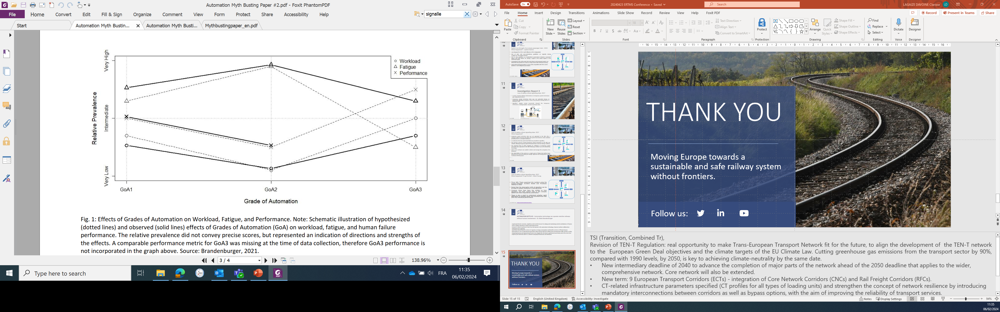 Automation Myth Busting Paper #2.pdf - Foxit PhantomPDF
File Home Convert Edit Fill & Sign Organize Comment View Form Protect Share Accessibility Help
signalle
Start
Automation Myth Bustin...
Automation Myth Busti...
Mythbustingpaper_en.pdf
Workload
Fatigue
Performance
Very High
Intermediate
Very Low
Relative Prevalence
GoA1 GoA2 GoA3
Grade of Automation
Fig. 1: Effects of Grades of Automation on Workload, Fatigue, and Performance. Note: Schematic illustration of hypothesized
(dotted lines) and observed (solid lines) effects of Grades of Automation (GoA) on workload, fatigue, and human failure
performance. The relative prevalence did not convey precise scores, but represented an indication of directions and strengths of
the effects. A comparable performance metric for GoA3 was missing at the time of data collection, therefore GoA3 performance is
not incorporated in the graph above. Source: Brandenburger, 2021.
3 / 4
138.96%
Type here to search
FRA
11:35
06/02/2024
AutoSave On
20240423 ERTMS Conference • Saved
Search
LAGAIZE DAVOINE Clarisse LD
File Home Insert Design Transitions Animations Slide Show Record Review View Help Foxit PDF
Record Present in Teams Share
Paste
Cut
Copy
Format Painter
Clipboard
New Slide
Reuse Slides
Layout
Reset
Section
Slides
Font
Text Direction
Align Text
Convert to SmartArt
Paragraph
Protect
Protection
Arrange
Quick Styles
Shape Fill
Shape Outline
Shape Effects
Drawing
Find
Replace
Select
Editing
Dictate
Voice
Designer
Designer
11
Investigation Report 3
12
13
14
15
THANK YOU
Moving Europe towards a
sustainable and safe railway system
without frontiers.
Follow us:
THANK YOU
Moving Europe towards a
sustainable and safe railway system
without frontiers.
Follow us:
TSI (Transition, Combined Tr),
Revision of TEN-T Regulation: real opportunity to make Trans-European Transport Network fit for the future, to align the development of the TEN-T network
to the European Green Deal objectives and the climate targets of the EU Climate Law. Cutting greenhouse gas emissions from the transport sector by 90%,
compared with 1990 levels, by 2050, is key to achieving climate-neutrality by the same date.
• New intermediary deadline of 2040 to advance the completion of major parts of the network ahead of the 2050 deadline that applies to the wider,
comprehensive network. Core network will also be extended.
• New term: 9 European Transport Corridors (ECTs) - integration of Core Network Corridors (CNCs) and Rail Freight Corridors (RFCs).
• CT-related infrastructure parameters specified (CT profiles for all types of loading units) and strengthen the concept of network resilience by introducing
mandatory interconnections between corridors as well as bypass options, with the aim of improving the reliability of transport services.
Slide 15 of 15 English (United Kingdom) Accessibility: Investigate
Notes Display Settings 94%
11:35
06/02/2024